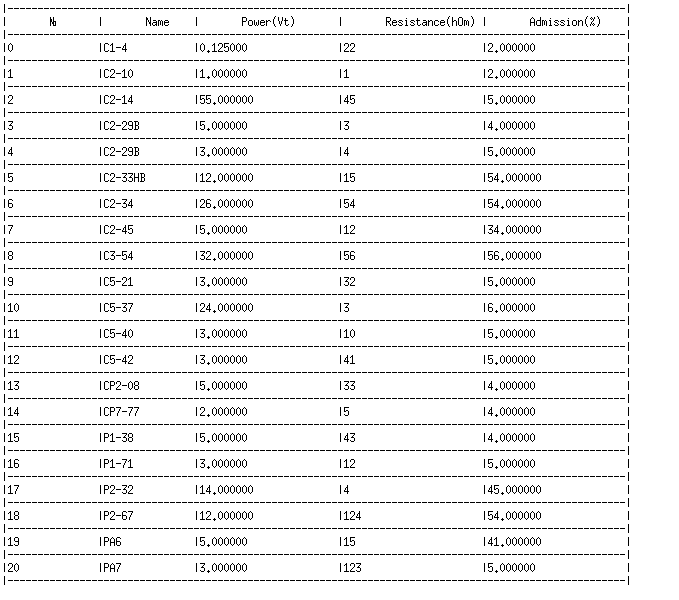 № | Name | Power(Vt) | Resistance(hOm) | Admission(%) |
|0 |C1-4 |0.125000 |22 |2.000000 |
|1 |C2-10 |1.000000 |1 |2.000000 |
|2 |C2-14 |55.000000 |45 |5.000000 |
|3 |C2-29B |5.000000 |3 |4.000000 |
|4 |C2-29B |3.000000 |4 |5.000000 |
|5 |C2-33HB |12.000000 |15 |54.000000 |
|6 |C2-34 |26.000000 |54 |54.000000 |
|7 |C2-45 |5.000000 |12 |34.000000 |
|8 |C3-54 |32.000000 |56 |56.000000 |
|9 |C5-21 |3.000000 |32 |5.000000 |
|10 |C5-37 |24.000000 |3 |6.000000 |
|11 |C5-40 |3.000000 |10 |5.000000 |
|12 |C5-42 |3.000000 |41 |5.000000 |
|13 |CP2-08 |5.000000 |33 |4.000000 |
|14 |CP7-77 |2.000000 |5 |4.000000 |
|15 |P1-38 |5.000000 |43 |4.000000 |
|16 |P1-71 |3.000000 |12 |5.000000 |
|17 |P2-32 |14.000000 |4 |45.000000 |
|18 |P2-67 |12.000000 |124 |54.000000 |
|19 |PA6 |5.000000 |15 |41.000000 |
|20 |PA7 |3.000000 |123 |5.000000 |